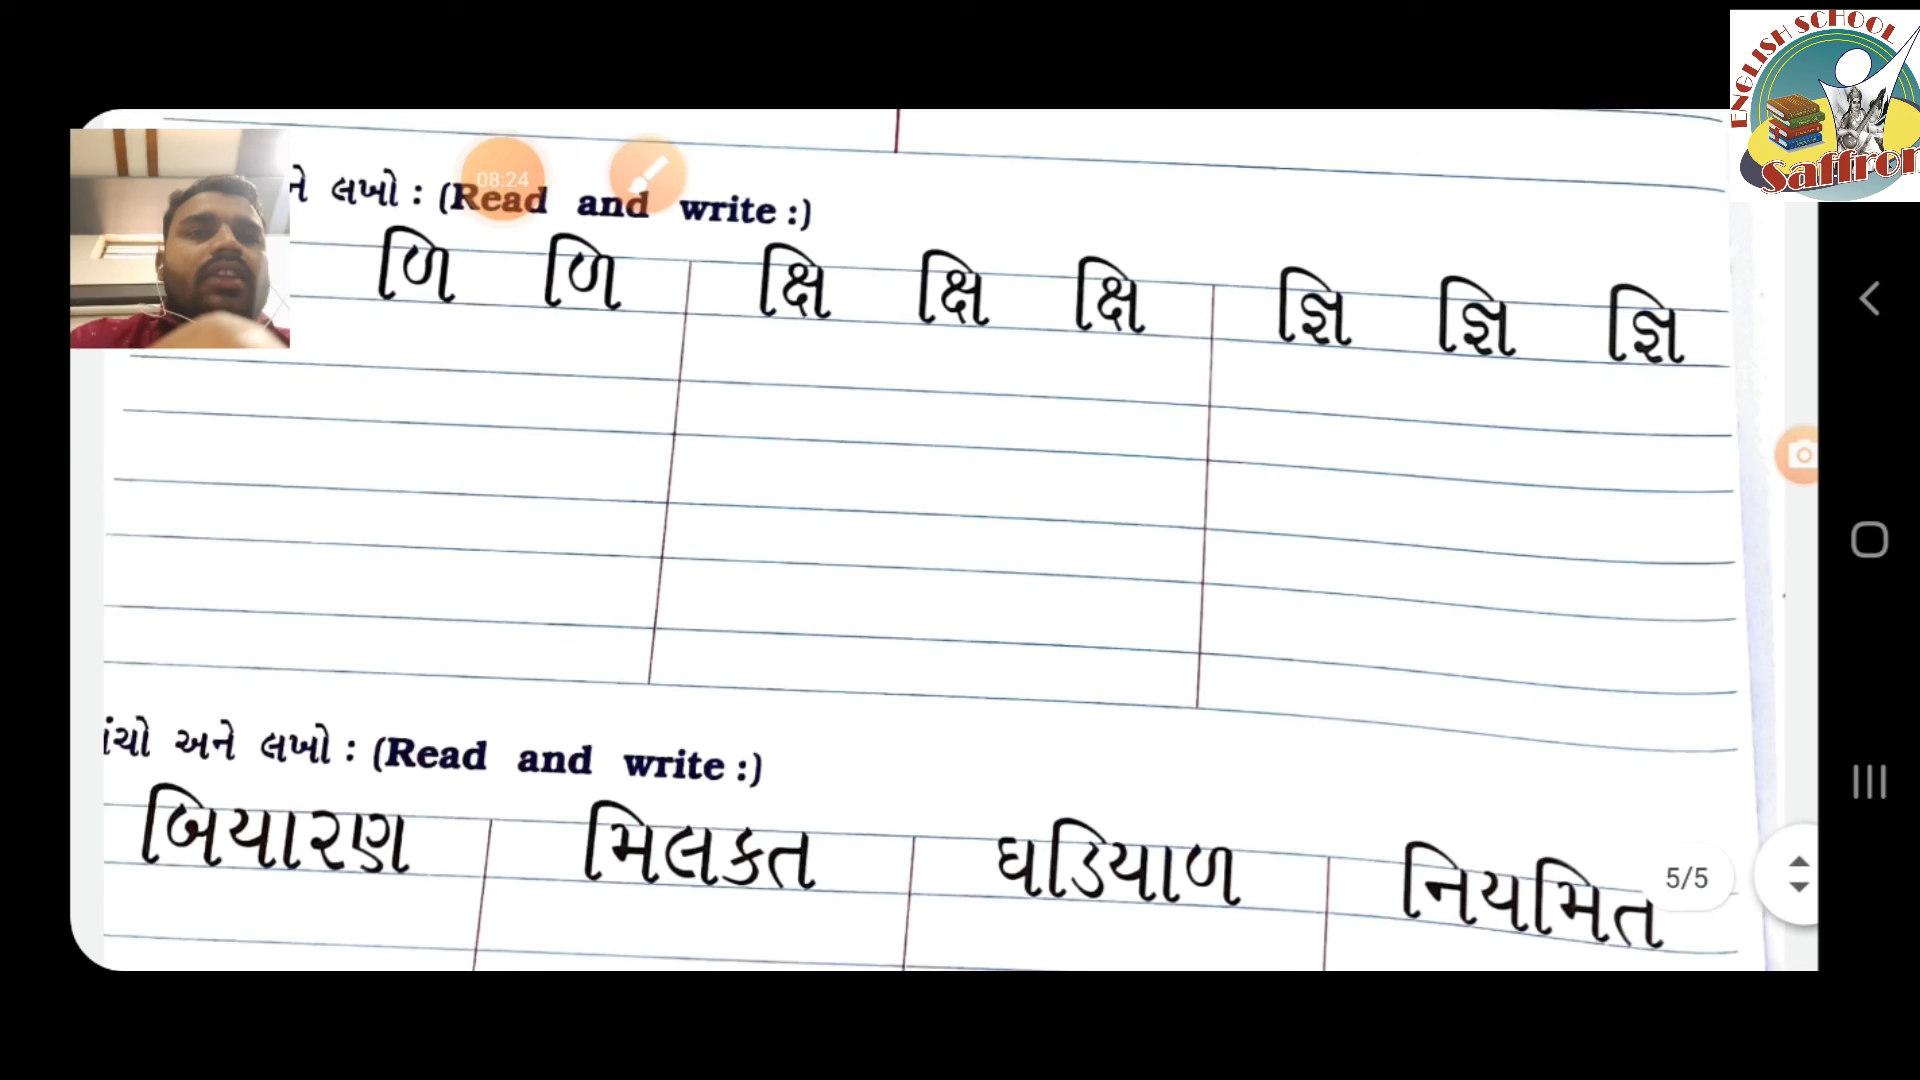 ENGLISH SCHOOL
Saffron
ને લખો : (Read and write :)
08:24
ળિ ળિ ક્ષિ ક્ષિ ક્ષિ જ્ઞિ જ્ઞિ જ્ઞિ
અને લખો : (Read and write :)
બિયારણ મિલકત ઘડિયાળ નિયમિત
5/5